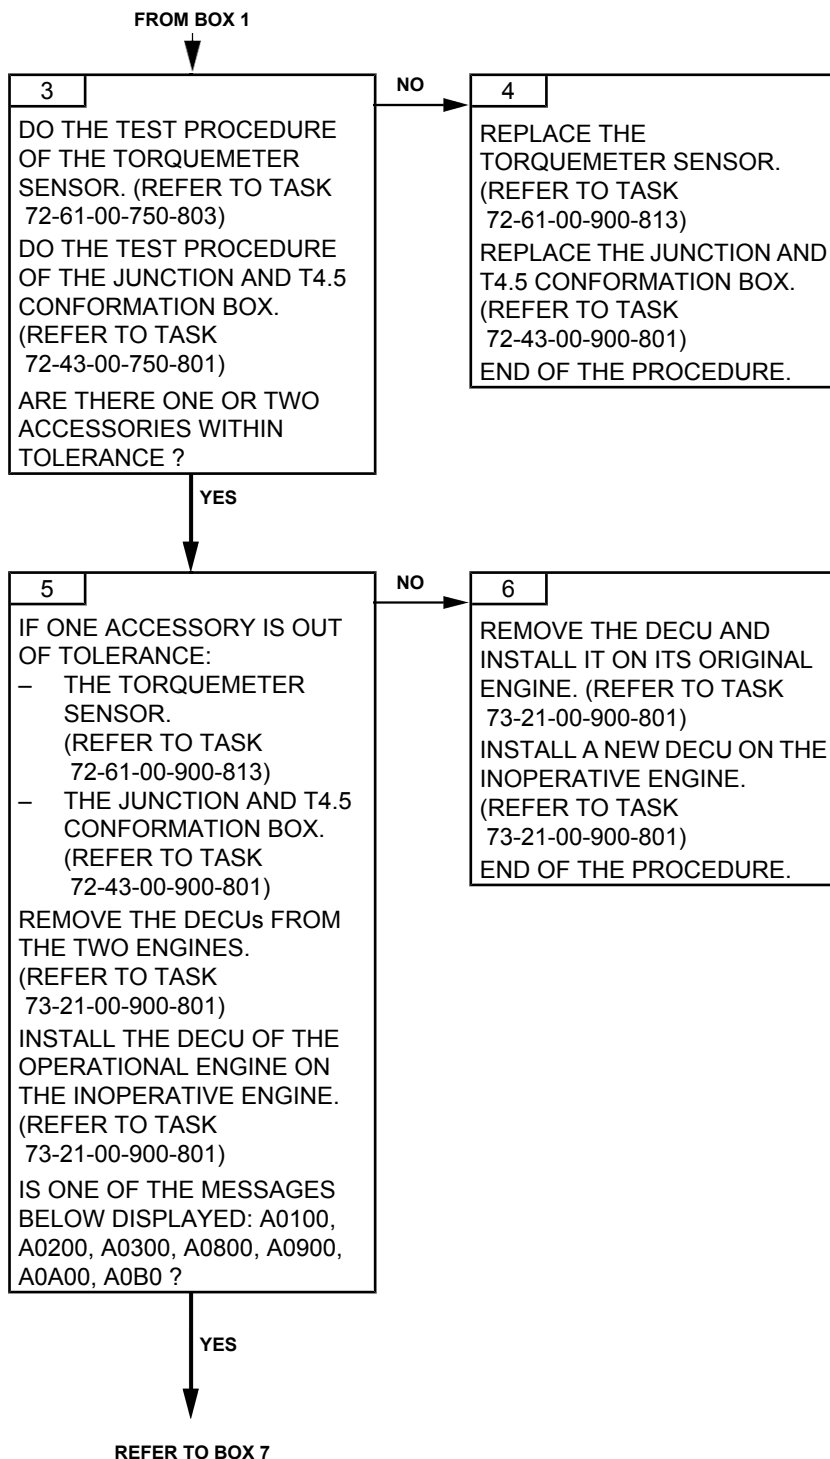 FROM BOX 1
3
DO THE TEST PROCEDURE
OF THE TORQUEMETER
SENSOR. (REFER TO TASK
72-61-00-750-803)
DO THE TEST PROCEDURE
OF THE JUNCTION AND T4.5
CONFORMATION BOX.
(REFER TO TASK
72-43-00-750-801)
ARE THERE ONE OR TWO
ACCESSORIES WITHIN
TOLERANCE ?
NO
4
REPLACE THE
TORQUEMETER SENSOR.
(REFER TO TASK
72-61-00-900-813)
REPLACE THE JUNCTION AND
T4.5 CONFORMATION BOX.
(REFER TO TASK
72-43-00-900-801)
END OF THE PROCEDURE.
YES
5
IF ONE ACCESSORY IS OUT
OF TOLERANCE:
– THE TORQUEMETER
SENSOR.
(REFER TO TASK
72-61-00-900-813)
– THE JUNCTION AND T4.5
CONFORMATION BOX.
(REFER TO TASK
72-43-00-900-801)
REMOVE THE DECUs FROM
THE TWO ENGINES.
(REFER TO TASK
73-21-00-900-801)
INSTALL THE DECU OF THE
OPERATIONAL ENGINE ON
THE INOPERATIVE ENGINE.
(REFER TO TASK
73-21-00-900-801)
IS ONE OF THE MESSAGES
BELOW DISPLAYED: A0100,
A0200, A0300, A0800, A0900,
A0A00, A0B0 ?
NO
6
REMOVE THE DECU AND
INSTALL IT ON ITS ORIGINAL
ENGINE. (REFER TO TASK
73-21-00-900-801)
INSTALL A NEW DECU ON THE
INOPERATIVE ENGINE.
(REFER TO TASK
73-21-00-900-801)
END OF THE PROCEDURE.
YES
REFER TO BOX 7